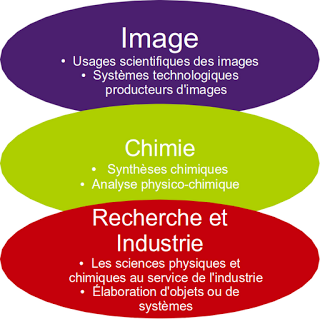 Image
• Usages scientifiques des images
• Systèmes technologiques
producteurs d'images
Chimie
• Synthèses chimiques
• Analyse physico-chimique
Recherche et
Industrie
• Les sciences physiques et
chimiques au service de l'industrie
• Élaboration d'objets ou de
systèmes